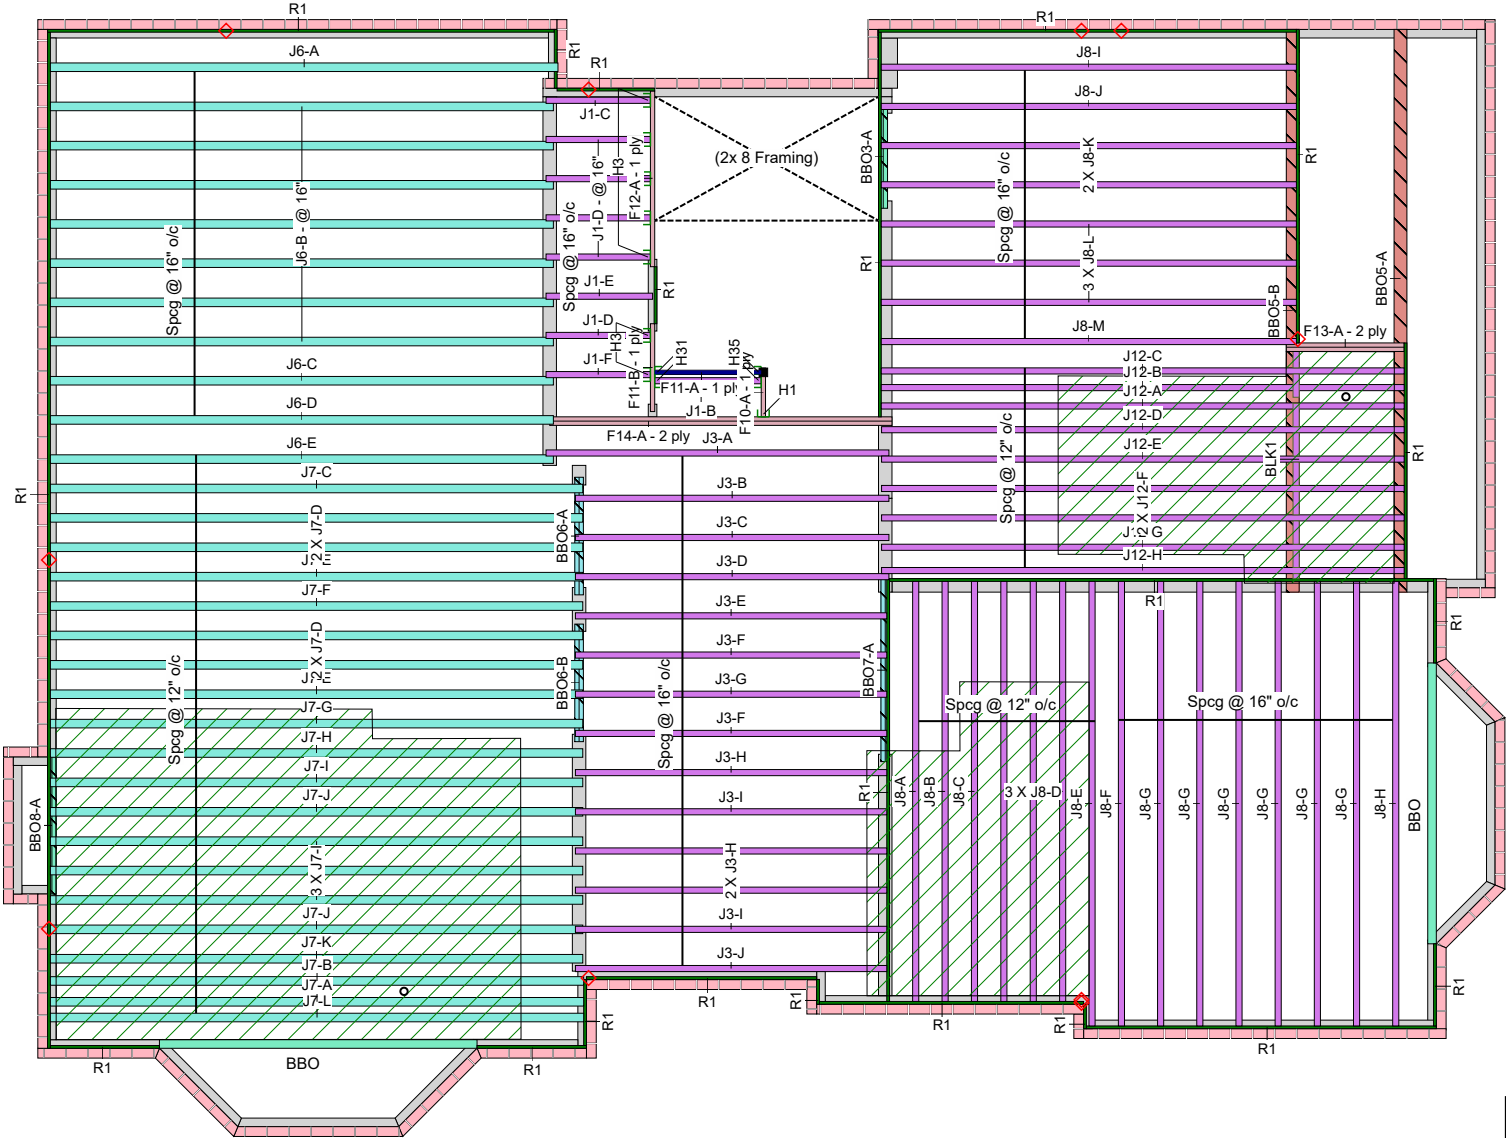 R1
R1
J6-A
R1
R1
J8-I
J8-J
J1-C
(2x 8 Framing)
H3
F12-A - 1 ply
BBO3-A
R1
2 X J8-K
Spcg @ 16" o/c
J6-B - @ 16"
Spcg @ 16" o/c
J1-D - @ 16"
Spcg @ 16" o/c
R1
3 X J8-L
BBO5-A
BBO5-B
J1-E
R1
J1-D
J8-M
F13-A - 2 ply
H3
H31
H35
J1-F
J6-C
F11-B - 1 ply
F11-A - 1 ply
F10-A - 1 ply
H1
J12-C
J12-B
J12-A
J6-D
J1-B
J12-D
F14-A - 2 ply
J3-A
J6-E
J12-E
BLK1
R1
J7-C
J3-B
Spcg @ 12" o/c
2 X J12-F
R1
2 X J7-D
BBO6-A
J3-C
J12-G
J7-E
J3-D
J12-H
J7-F
J3-E
R1
R1
2 X J7-D
J3-F
BBO6-B
BBO7-A
J7-E
J3-G
Spcg @ 12" o/c
Spcg @ 16" o/c
Spcg @ 12" o/c
Spcg @ 16" o/c
J7-G
J3-F
J7-H
J3-H
J7-I
R1
J8-A
J8-B
J8-C
3 X J8-D
J8-E
J8-F
J8-G
J8-G
J8-G
J8-G
J8-G
J8-G
J8-H
BBO
J7-J
J3-I
BBO8-A
3 X J7-I
2 X J3-H
J7-J
J3-I
J7-K
J3-J
J7-B
J7-A
J7-L
R1
R1
R1
R1
R1
R1
R1
R1
R1
BBO